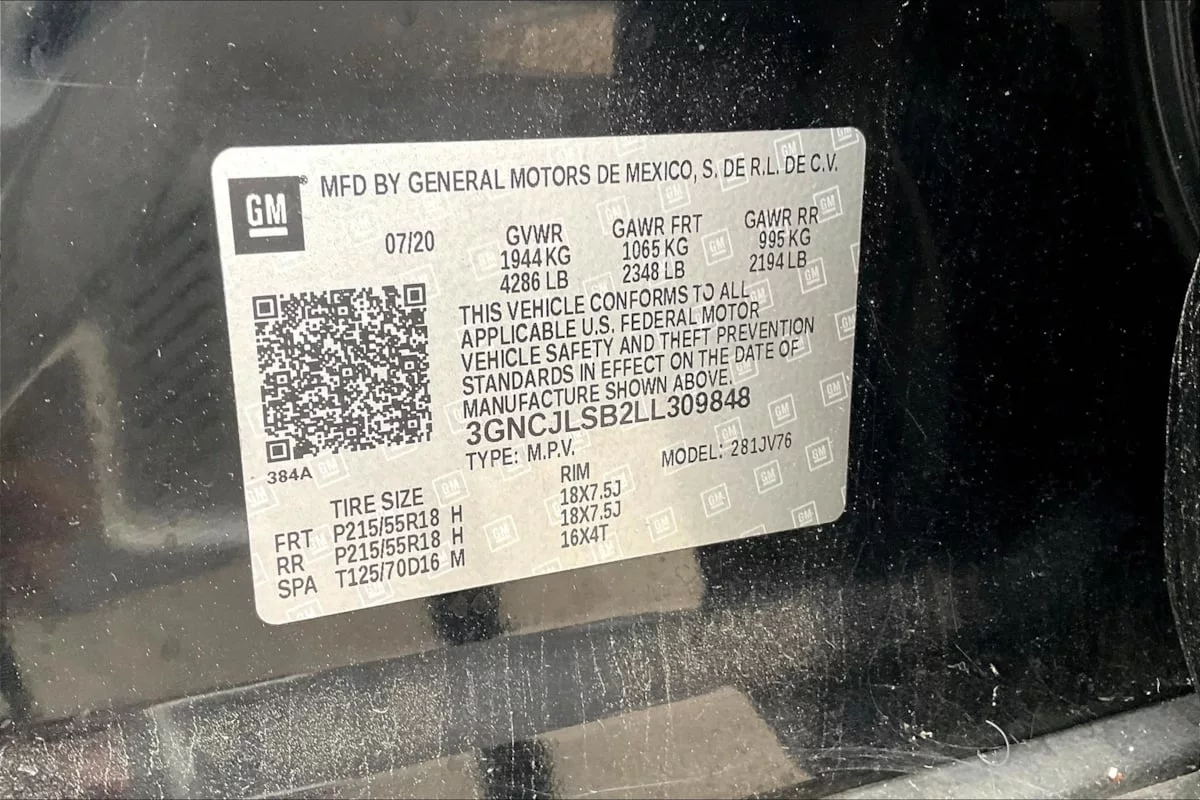 GM
MFD BY GENERAL MOTORS DE MEXICO, S. DE R.L. DE C.V.
07/20
GVWR
1944 KG
4286 LB
GAWR FRT
1065 KG
2348 LB
GAWR RR
995 KG
2194 LB
THIS VEHICLE CONFORMS TO ALL
APPLICABLE U.S. FEDERAL MOTOR
VEHICLE SAFETY AND THEFT PREVENTION
STANDARDS IN EFFECT ON THE DATE OF
MANUFACTURE SHOWN ABOVE.
3GNCJLSB2LL309848
TYPE: M.P.V. MODEL: 281JV76
384A
TIRE SIZE RIM
FRT P215/55R18 H 18X7.5J
RR P215/55R18 H 18X7.5J
SPA T125/70D16 M 16X4T